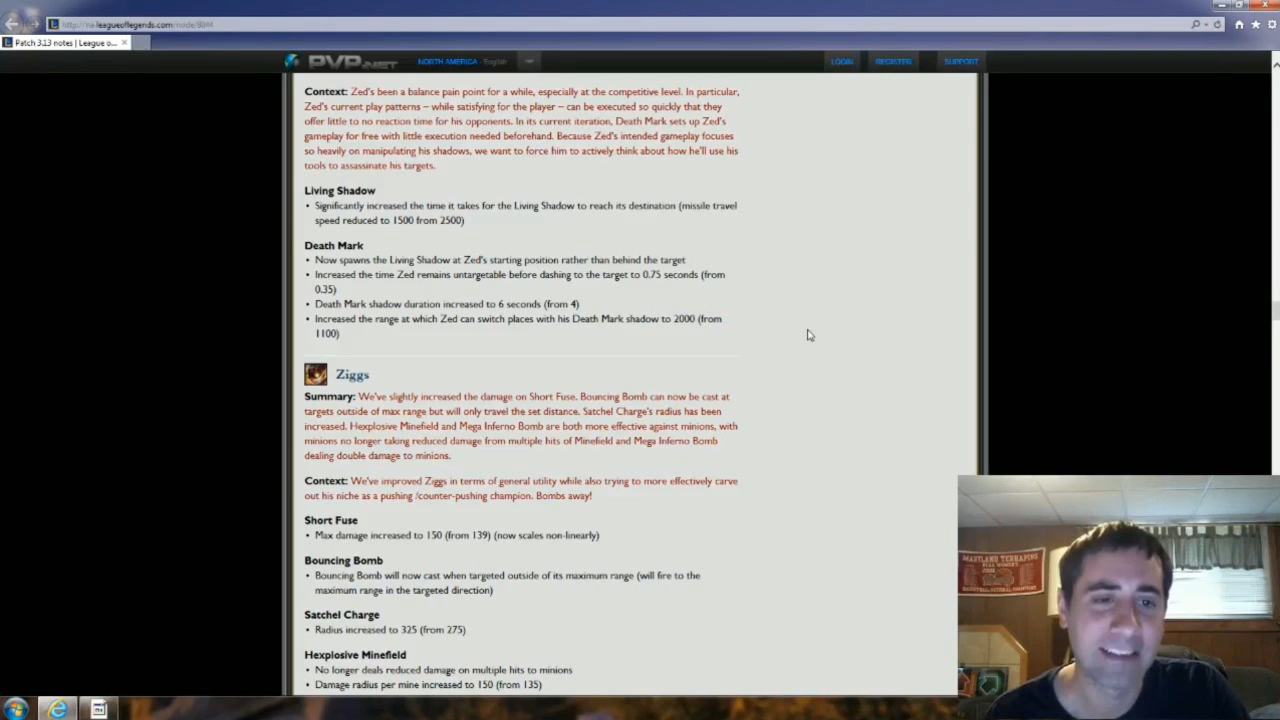 http://na.leagueoflegends.com/node/8044
Patch 3.13 notes | League o...
PVP.NET
NORTH AMERICA - English
LOGIN
REGISTER
SUPPORT
Context: Zed's been a balance pain point for a while, especially at the competitive level. In particular,
Zed's current play patterns – while satisfying for the player – can be executed so quickly that they
offer little to no reaction time for his opponents. In its current iteration, Death Mark sets up Zed's
gameplay for free with little execution needed beforehand. Because Zed's intended gameplay focuses
so heavily on manipulating his shadows, we want to force him to actively think about how he'll use his
tools to assassinate his targets.
Living Shadow
• Significantly increased the time it takes for the Living Shadow to reach its destination (missile travel
speed reduced to 1500 from 2500)
Death Mark
• Now spawns the Living Shadow at Zed's starting position rather than behind the target
• Increased the time Zed remains untargetable before dashing to the target to 0.75 seconds (from
0.35)
• Death Mark shadow duration increased to 6 seconds (from 4)
• Increased the range at which Zed can switch places with his Death Mark shadow to 2000 (from
1100)
Ziggs
Summary: We've slightly increased the damage on Short Fuse. Bouncing Bomb can now be cast at
targets outside of max range but will only travel the set distance. Satchel Charge's radius has been
increased. Hexplosive Minefield and Mega Inferno Bomb are both more effective against minions, with
minions no longer taking reduced damage from multiple hits of Minefield and Mega Inferno Bomb
dealing double damage to minions.
Context: We've improved Ziggs in terms of general utility while also trying to more effectively carve
out his niche as a pushing /counter-pushing champion. Bombs away!
Short Fuse
• Max damage increased to 150 (from 139) (now scales non-linearly)
Bouncing Bomb
• Bouncing Bomb will now cast when targeted outside of its maximum range (will fire to the
maximum range in the targeted direction)
Satchel Charge
• Radius increased to 325 (from 275)
Hexplosive Minefield
• No longer deals reduced damage on multiple hits to minions
• Damage radius per mine increased to 150 (from 135)
MARYLAND TERRAPINS